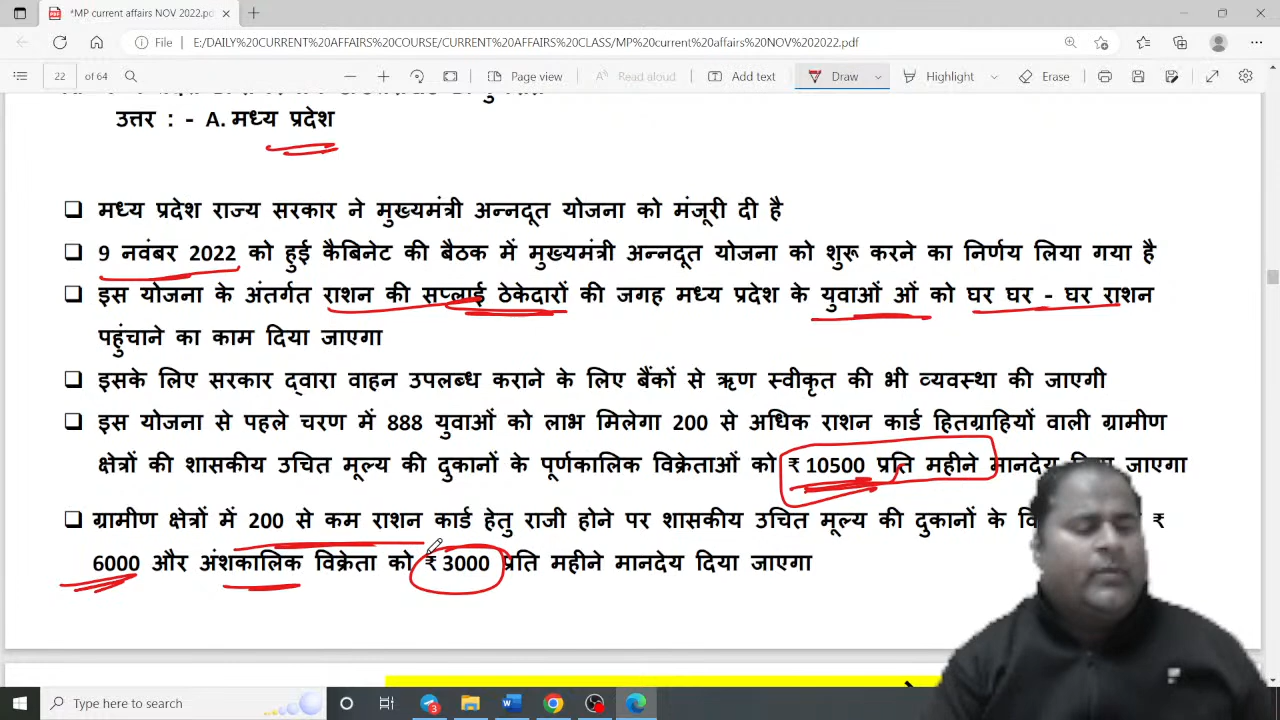 *MP current affairs NOV 2022.pd
File E:/DAILY%20CURRENT%20AFFAIRS%20COURSE/CURRENT%20AFFAIRS%20CLASS/MP%20current%20affairs%20NOV%202022.pdf
22 of 64 Page view Read aloud Add text Draw Highlight Erase
उत्तर : - A. मध्य प्रदेश
मध्य प्रदेश राज्य सरकार ने मुख्यमंत्री अन्नदूत योजना को मंजूरी दी है
9 नवंबर 2022 को हुई कैबिनेट की बैठक में मुख्यमंत्री अन्नदूत योजना को शुरू करने का निर्णय लिया गया है
इस योजना के अंतर्गत राशन की सप्लाई ठेकेदारों की जगह मध्य प्रदेश के युवाओं ओं को घर घर - घर राशन
पहुंचाने का काम दिया जाएगा
इसके लिए सरकार द्वारा वाहन उपलब्ध कराने के लिए बैंकों से ऋण स्वीकृत की भी व्यवस्था की जाएगी
इस योजना से पहले चरण में 888 युवाओं को लाभ मिलेगा 200 से अधिक राशन कार्ड हितग्राहियों वाली ग्रामीण
क्षेत्रों की शासकीय उचित मूल्य की दुकानों के पूर्णकालिक विक्रेताओं को ₹ 10500 प्रति महीने मानदेय जाएगा
ग्रामीण क्षेत्रों में 200 से कम राशन कार्ड हेतु राजी होने पर शासकीय उचित मूल्य की दुकानों के ₹
6000 और अंशकालिक विक्रेता को ₹ 3000 प्रति महीने मानदेय दिया जाएगा
Type here to search